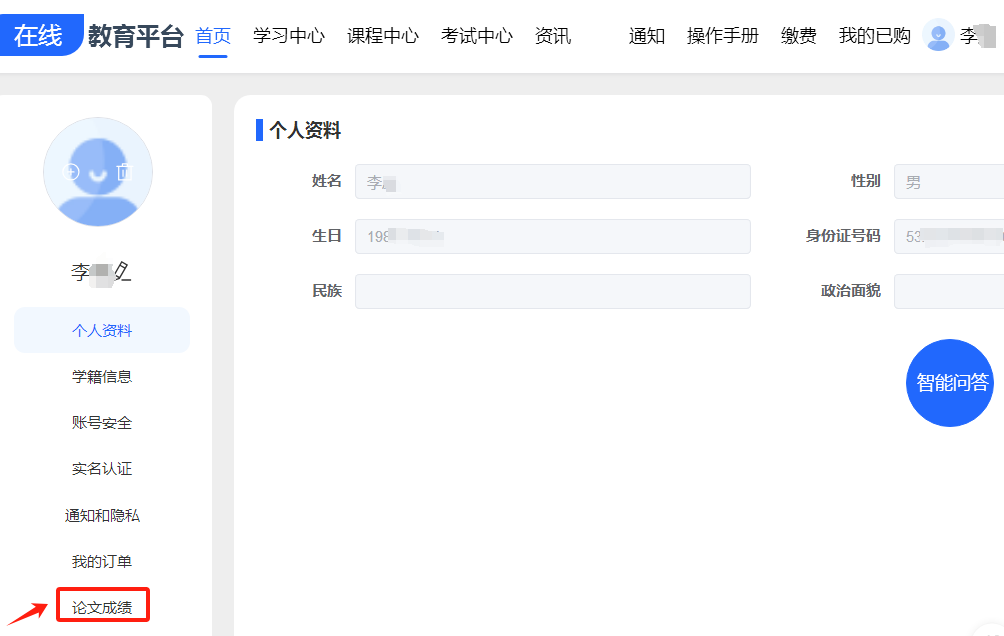 在线 教育平台 首页 学习中心 课程中心 考试中心 资讯 通知 操作手册 缴费 我的已购 李
李
个人资料
学籍信息
账号安全
实名认证
通知和隐私
我的订单
论文成绩
个人资料
姓名 李 性别 男
生日 198 身份证号码 53
民族 政治面貌
智能问答